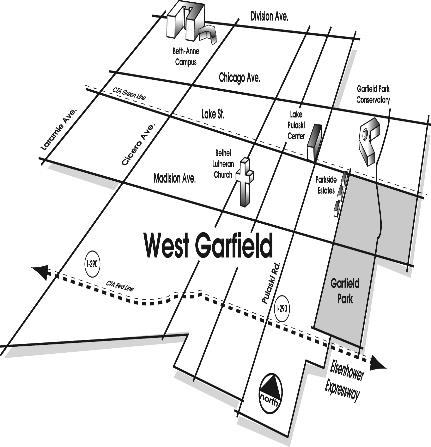 Division Ave.
Beth-Anne
Campus
Chicago Ave.
CTA Green Line
Garfield Park
Conservatory
Laramie Ave.
Lake St.
Lake
Pulaski
Center
Cicero Ave.
Bethel
Lutheran
Church
Madision Ave.
Parkside
Estates
West Garfield
I-290
CTA Red Line
Pulaski Rd.
I-290
Garfield
Park
Eisenhower
Expressway
north